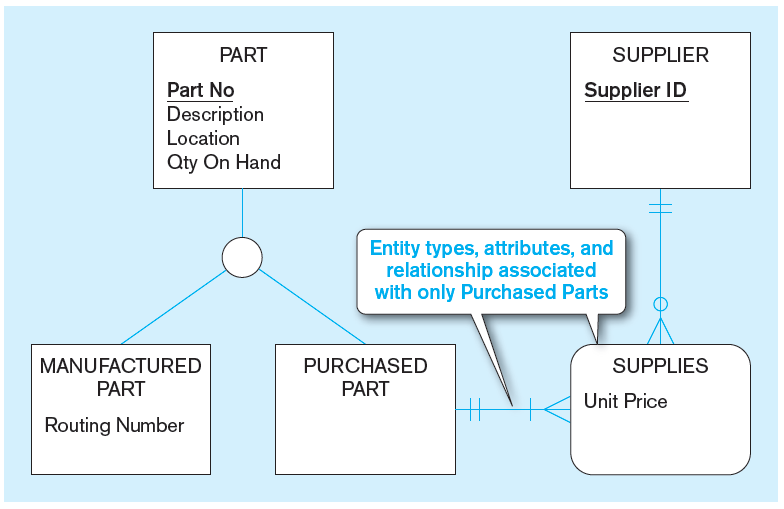 PART
Part No
Description
Location
Qty On Hand
SUPPLIER
Supplier ID
Entity types, attributes, and
relationship associated
with only Purchased Parts
MANUFACTURED
PART
Routing Number
PURCHASED
PART
SUPPLIES
Unit Price